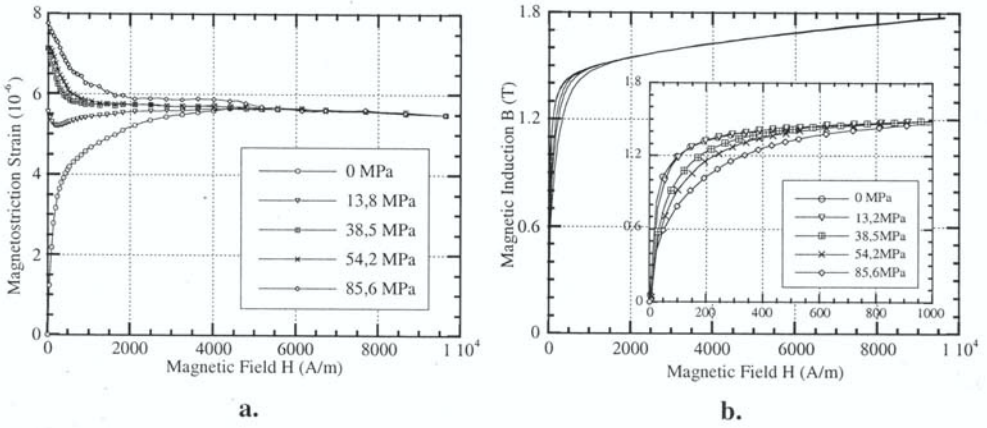 8
6
4
2
0
Magnetostriction Strain (10⁻⁶)
0 MPa
13,8 MPa
38,5 MPa
54,2 MPa
85,6 MPa
0 2000 4000 6000 8000 1 10⁴
Magnetic Field H (A/m)
a.
1.8
1.2
0.6
0
Magnetic Induction B (T)
1.8
1.2
0.6
0
0 MPa
13,2MPa
38,5MPa
54,2MPa
85,6MPa
0 200 400 600 800 1000
0 2000 4000 6000 8000 1 10⁴
Magnetic Field H (A/m)
b.